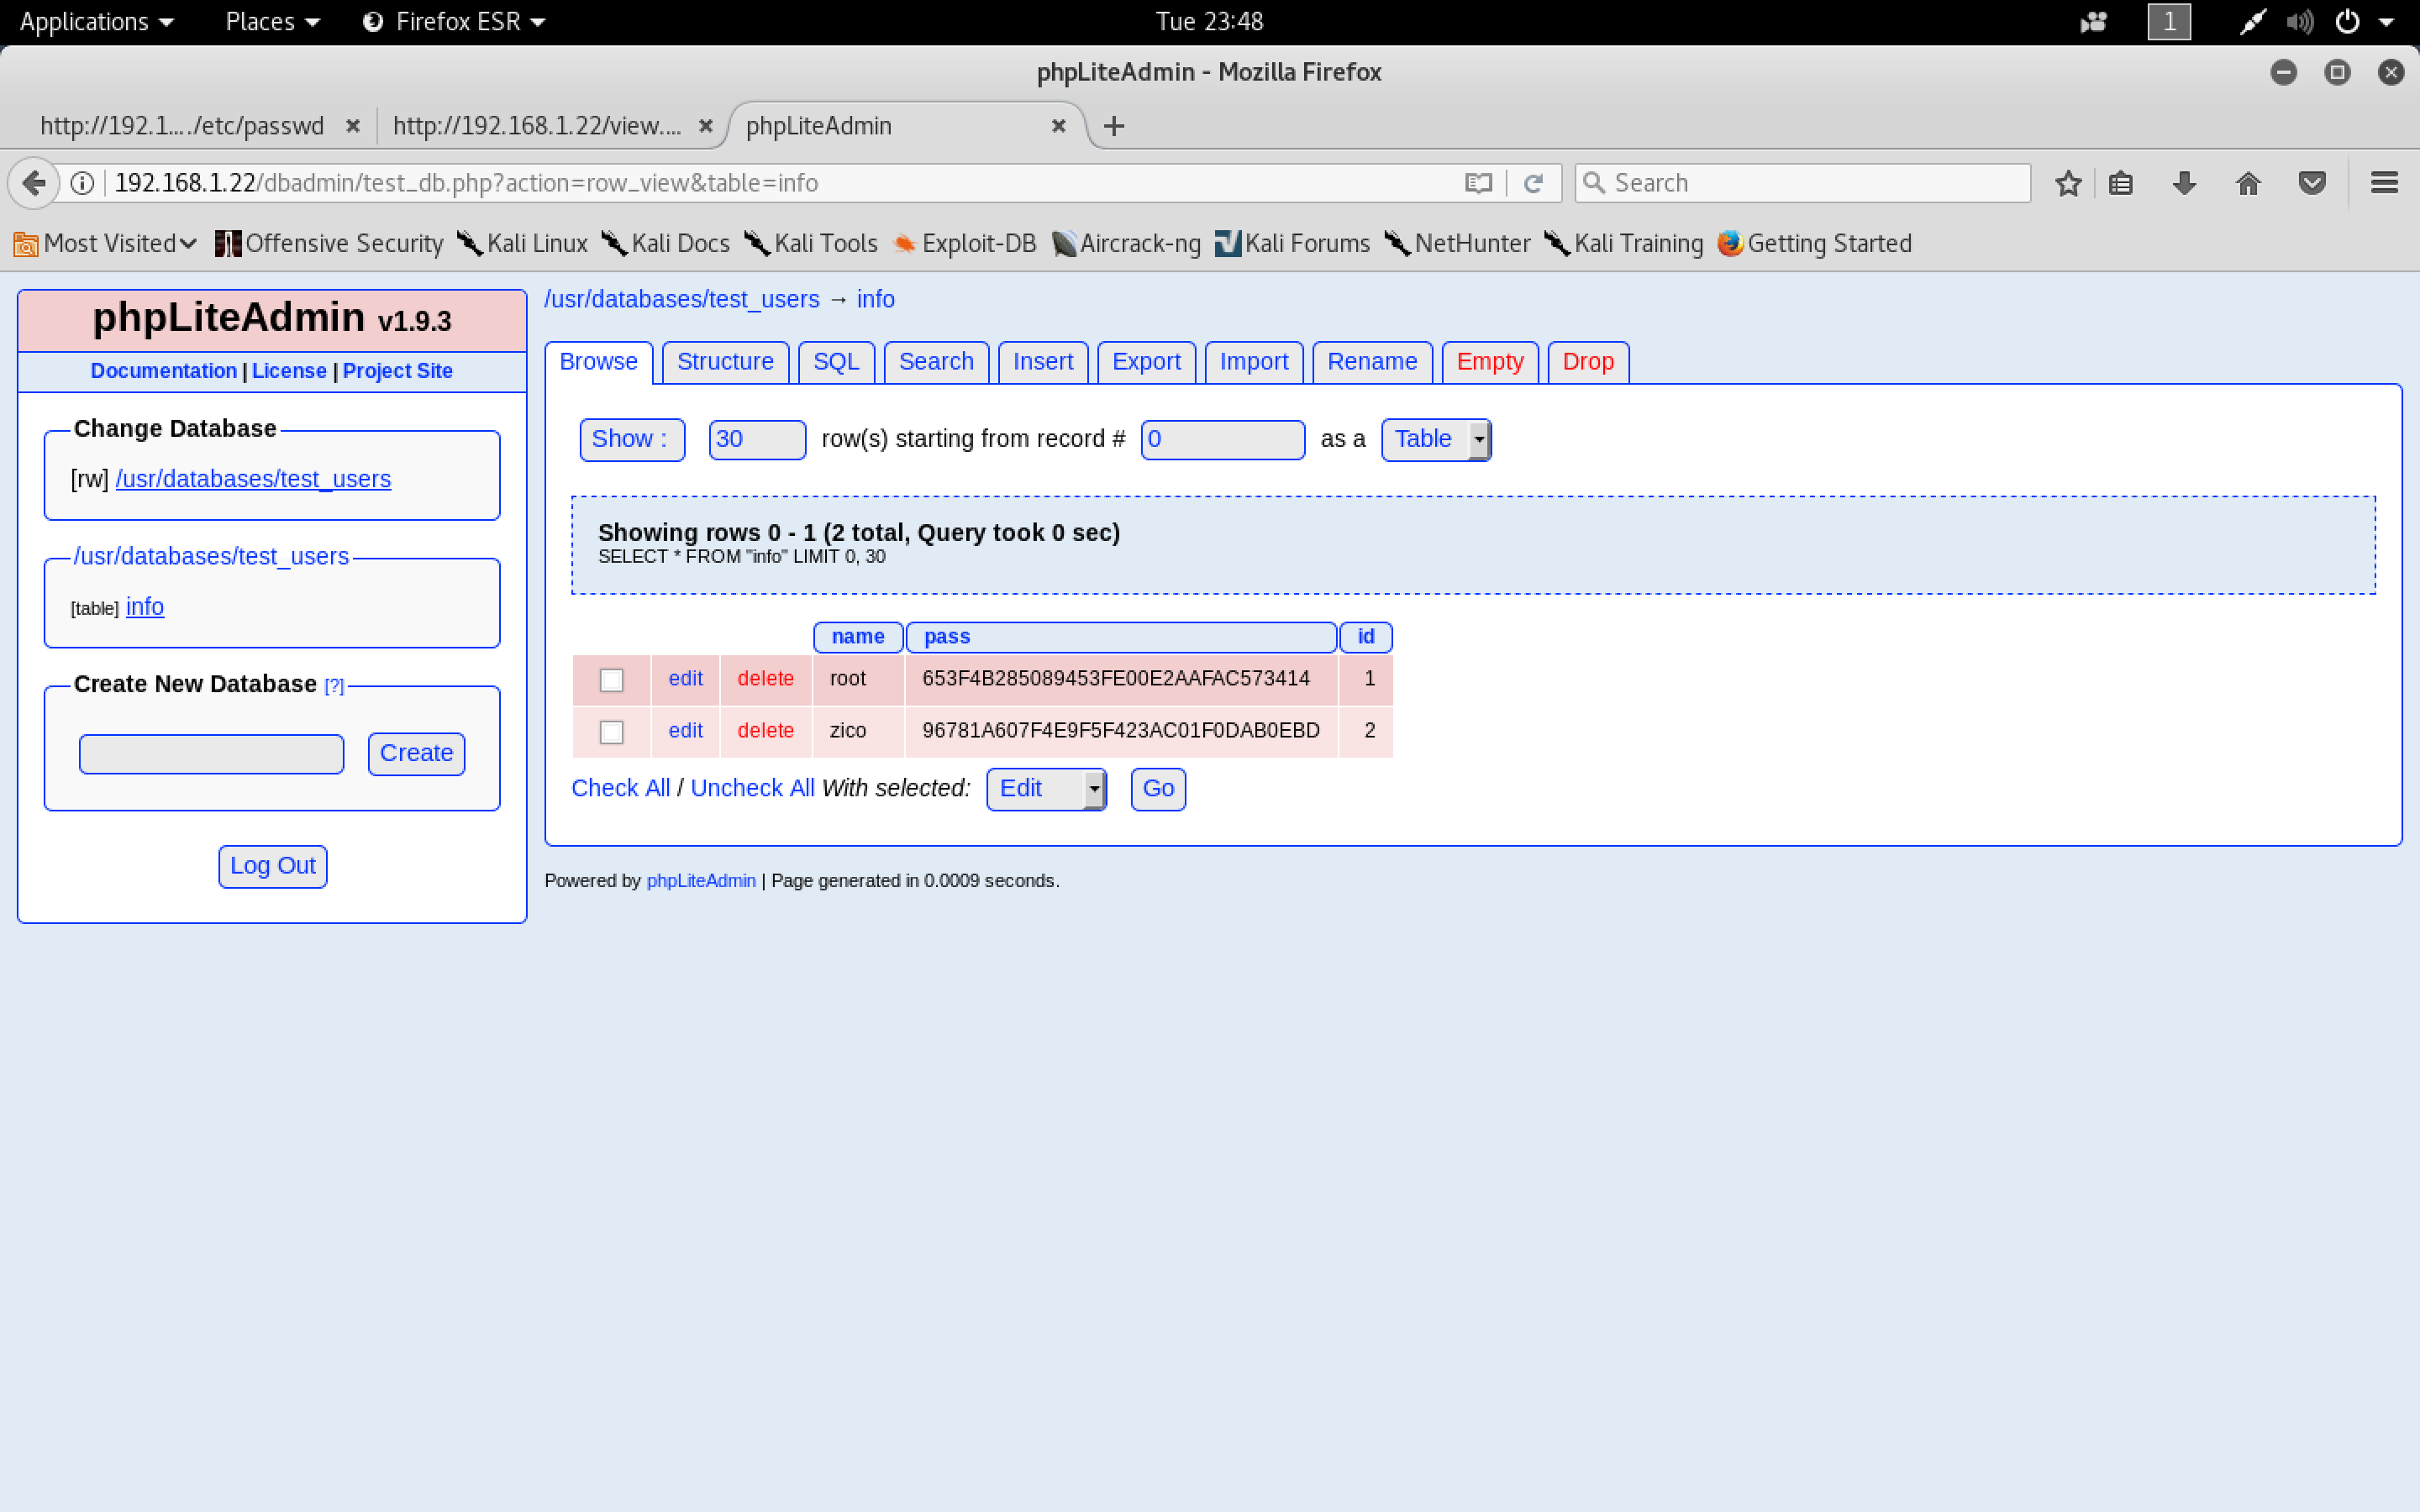 Applications Places Firefox ESR Tue 23:48 1
phpLiteAdmin - Mozilla Firefox
http://192.1…./etc/passwd http://192.168.1.22/view.… phpLiteAdmin
192.168.1.22/dbadmin/test_db.php?action=row_view&table=info Search
Most Visited Offensive Security Kali Linux Kali Docs Kali Tools Exploit-DB Aircrack-ng Kali Forums NetHunter Kali Training Getting Started
phpLiteAdmin v1.9.3
Documentation | License | Project Site
Change Database
[rw] /usr/databases/test_users
/usr/databases/test_users
[table] info
Create New Database [?]
Create
Log Out
/usr/databases/test_users → info
Browse Structure SQL Search Insert Export Import Rename Empty Drop
Show : 30 row(s) starting from record # 0 as a Table
Showing rows 0 - 1 (2 total, Query took 0 sec)
SELECT * FROM "info" LIMIT 0, 30
name pass id
edit delete root 653F4B285089453FE00E2AAFAC573414 1
edit delete zico 96781A607F4E9F5F423AC01F0DAB0EBD 2
Check All / Uncheck All With selected: Edit Go
Powered by phpLiteAdmin | Page generated in 0.0009 seconds.